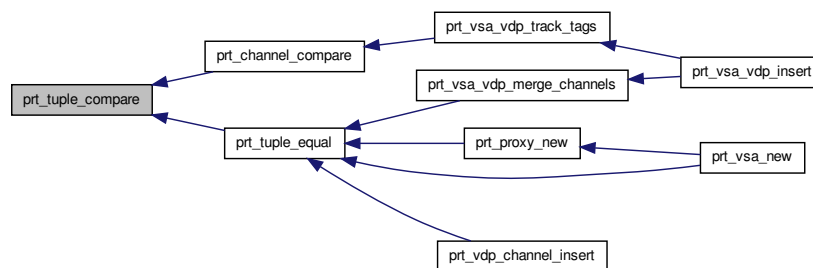 prt_vsa_vdp_track_tags
prt_channel_compare
prt_vsa_vdp_insert
prt_vsa_vdp_merge_channels
prt_tuple_compare
prt_tuple_equal
prt_proxy_new
prt_vsa_new
prt_vdp_channel_insert